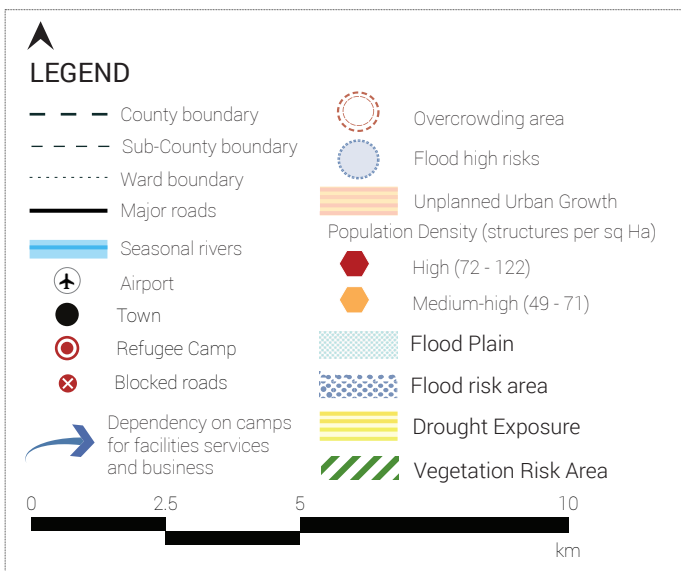 LEGEND
County boundary
Sub-County boundary
Ward boundary
Major roads
Seasonal rivers
Airport
Town
Refugee Camp
Blocked roads
Dependency on camps
for facilities services
and business
Overcrowding area
Flood high risks
Unplanned Urban Growth
Population Density (structures per sq Ha)
High (72 - 122)
Medium-high (49 - 71)
Flood Plain
Flood risk area
Drought Exposure
Vegetation Risk Area
0 2.5 5 10
km